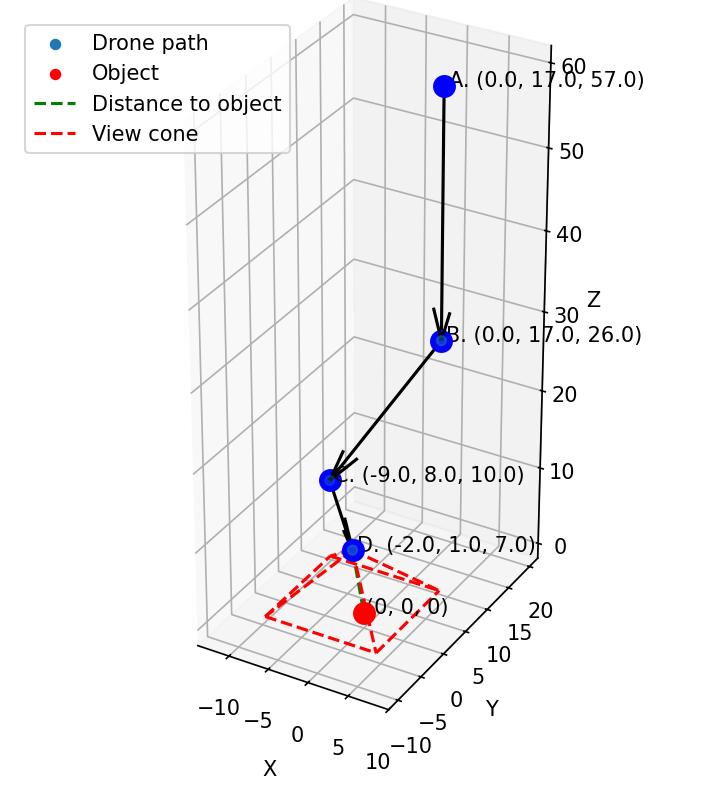 Drone path
Object
Distance to object
View cone
A. (0.0, 17.0, 57.0)
B. (0.0, 17.0, 26.0)
C. (-9.0, 8.0, 10.0)
D. (-2.0, 1.0, 7.0)
(0, 0, 0)
60
50
40
30
20
10
0
Z
20
15
10
5
0
−5
−10
Y
−10
−5
0
5
10
X